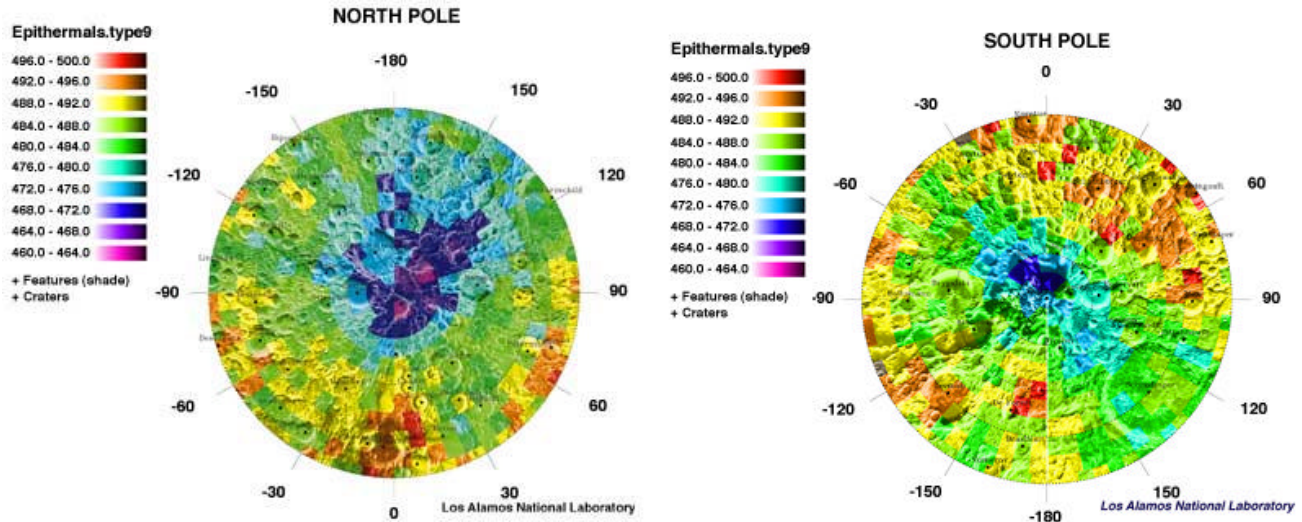 NORTH POLE
Epithermals.type9
496.0 - 500.0
492.0 - 496.0
488.0 - 492.0
484.0 - 488.0
480.0 - 484.0
476.0 - 480.0
472.0 - 476.0
468.0 - 472.0
464.0 - 468.0
460.0 - 464.0
+ Features (shade)
+ Craters
-180
-150
150
-120
120
-90
90
-60
60
-30
30
0
Los Alamos National Laboratory
SOUTH POLE
Epithermals.type9
496.0 - 500.0
492.0 - 496.0
488.0 - 492.0
484.0 - 488.0
480.0 - 484.0
476.0 - 480.0
472.0 - 476.0
468.0 - 472.0
464.0 - 468.0
460.0 - 464.0
+ Features (shade)
+ Craters
0
-30
30
-60
60
-90
90
-120
120
-150
150
-180
Los Alamos National Laboratory